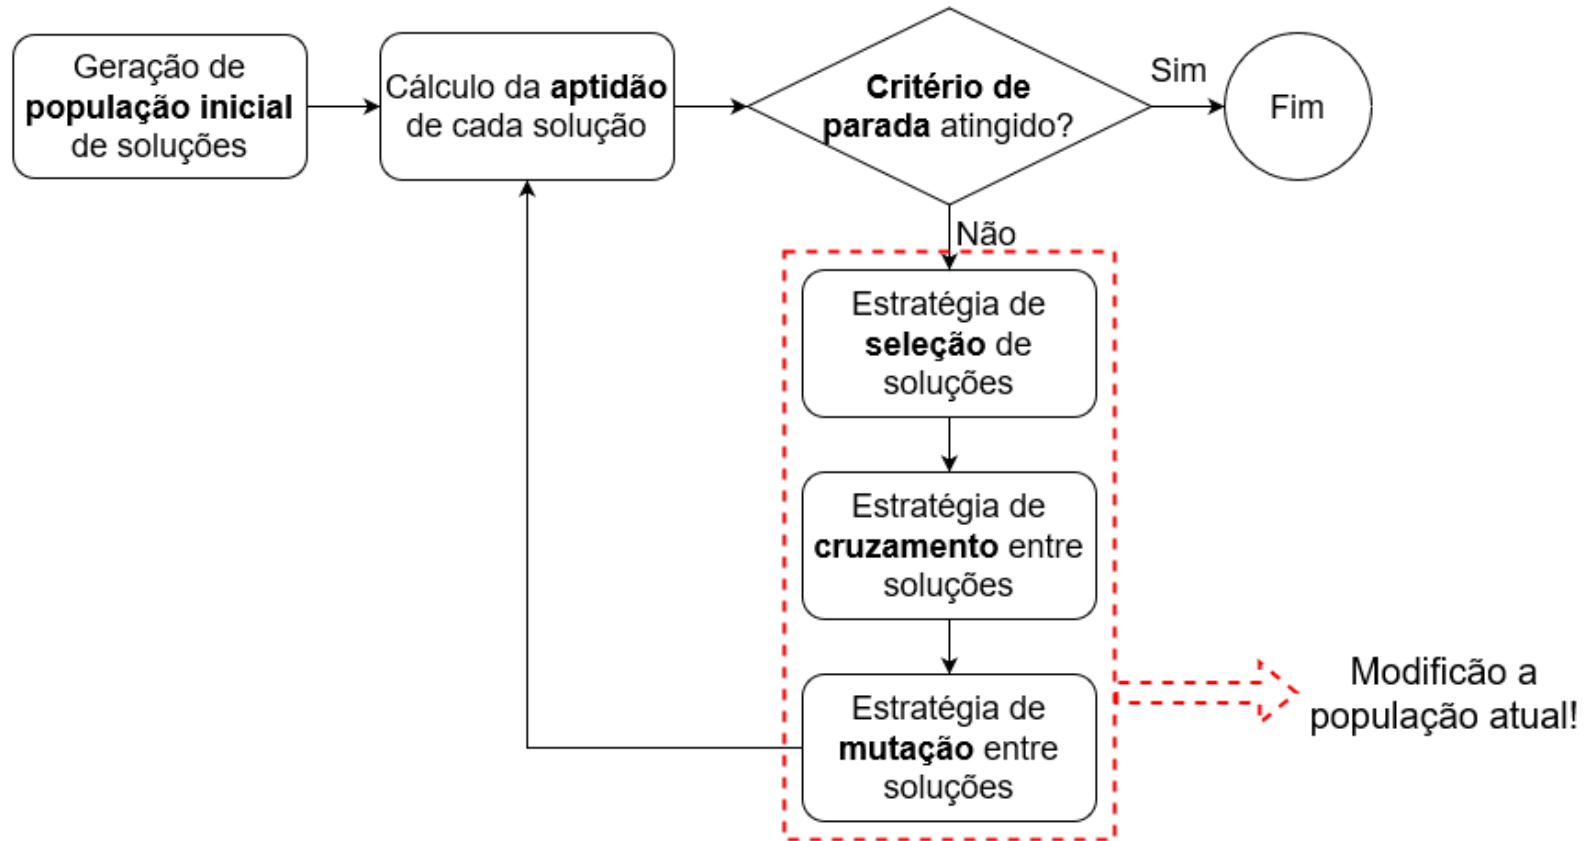 Geração de
população inicial
de soluções
Cálculo da aptidão
de cada solução
Critério de
parada atingido?
Sim
Fim
Não
Estratégia de
seleção de
soluções
Estratégia de
cruzamento entre
soluções
Estratégia de
mutação entre
soluções
Modificão a
população atual!